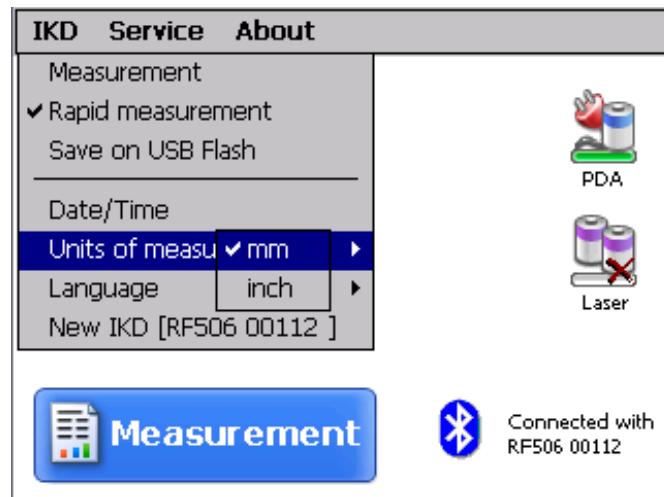 IKD Service About
Measurement
Rapid measurement
Save on USB Flash
PDA
Date/Time
Units of measu mm
Language inch
Laser
New IKD [RF506 00112 ]
Measurement
Connected with
RF506 00112